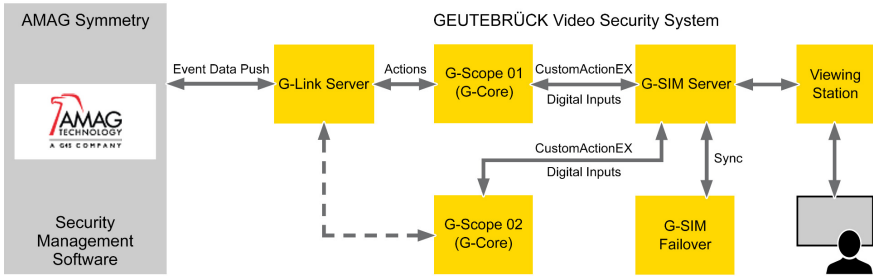 AMAG Symmetry
GEUTEBRÜCK Video Security System
AMAG
TECHNOLOGY
A G4S COMPANY
Security
Management
Software
Event Data Push
G-Link Server
Actions
G-Scope 01
(G-Core)
CustomActionEX
Digital Inputs
G-SIM Server
Viewing
Station
CustomActionEX
Digital Inputs
Sync
G-Scope 02
(G-Core)
G-SIM
Failover